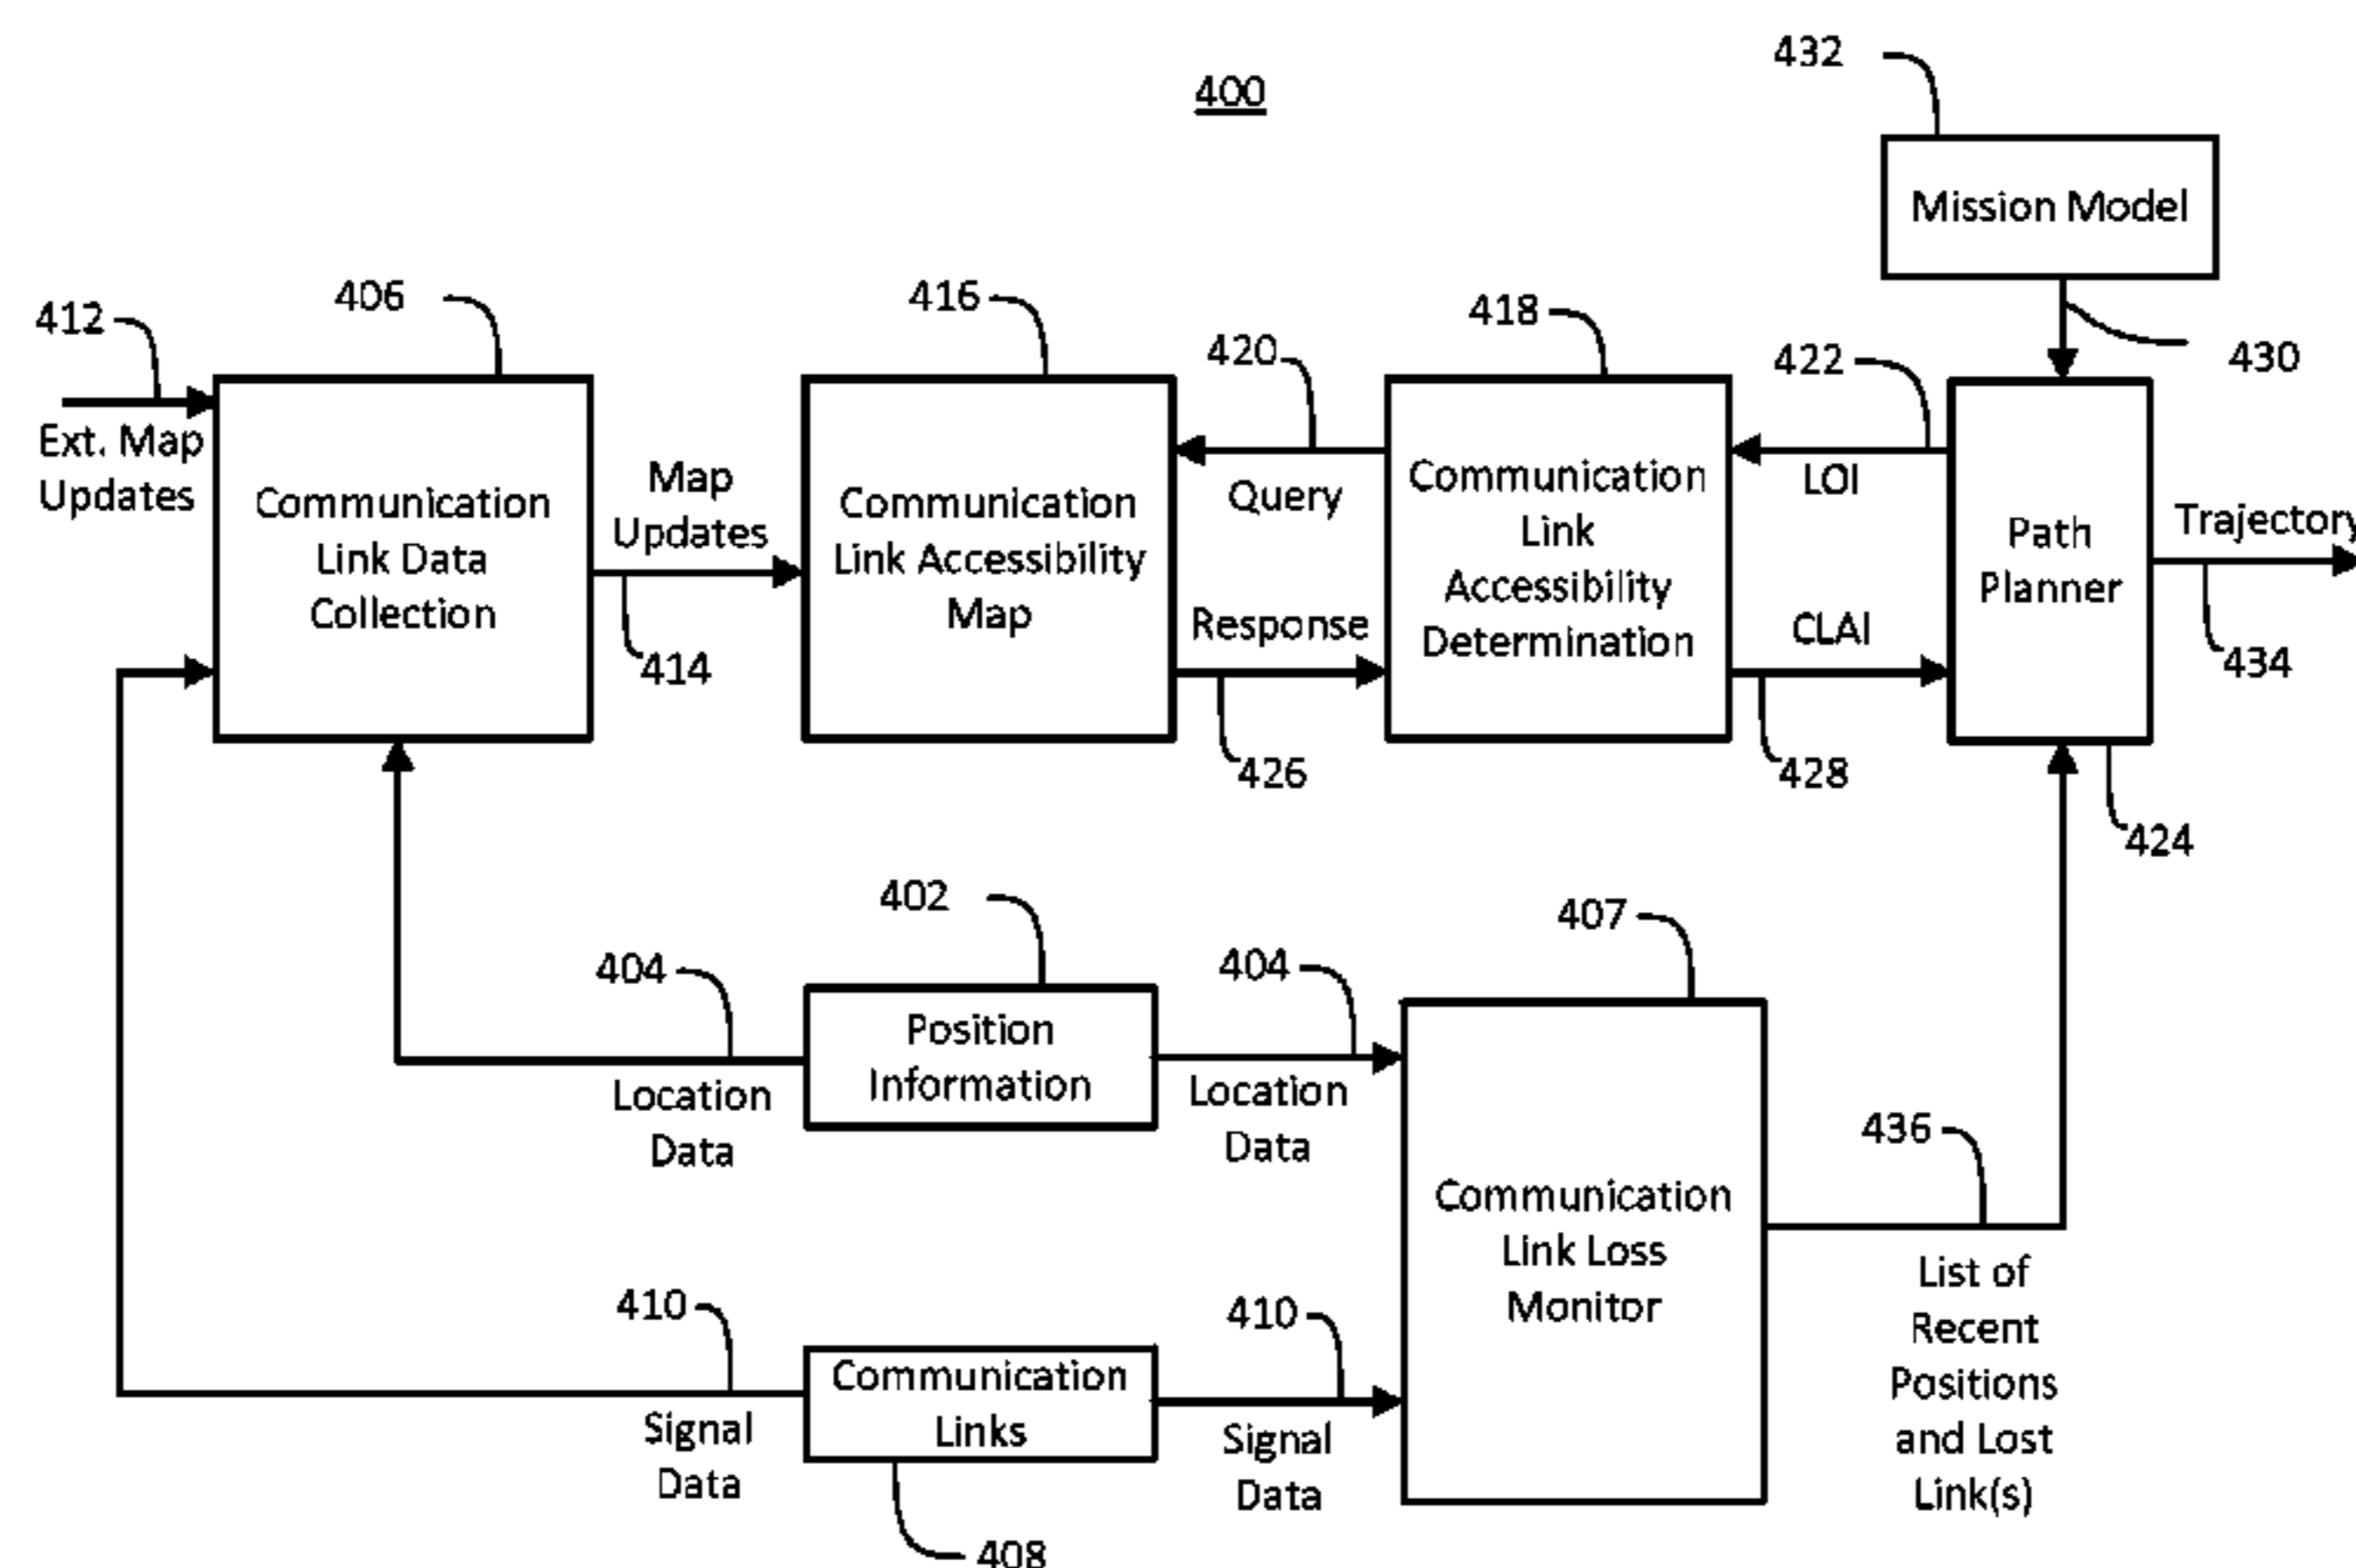 400
432
Mission Model
412
406
416
420
418
422
430
Ext. Map
Updates
Communication
Link Data
Collection
Map
Updates
414
Communication
Link Accessibility
Map
Query
Response
426
Communication
Link
Accessibility
Determination
LOI
CLAI
428
Path
Planner
Trajectory
434
424
402
404
Position
Information
404
407
Location
Data
Location
Data
Communication
Link Loss
Monitor
436
410
Communication
Links
410
Signal
Data
Signal
Data
408
List of
Recent
Positions
and Lost
Link(s)